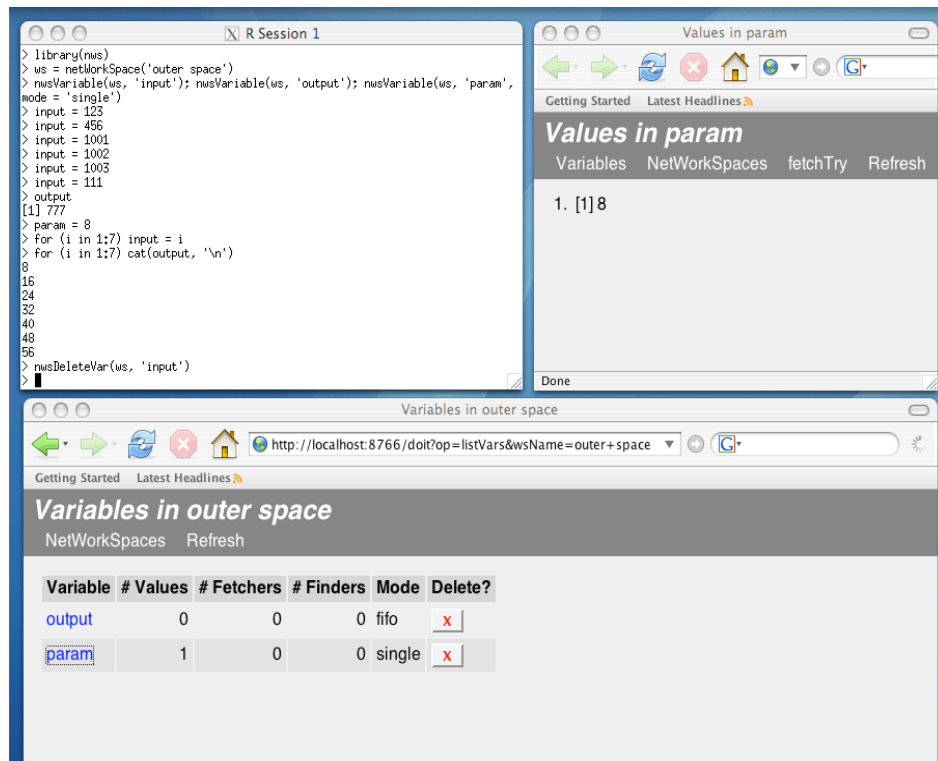 R Session 1
> library(nws)
> ws = netWorkSpace('outer space')
> nwsVariable(ws, 'input'); nwsVariable(ws, 'output'); nwsVariable(ws, 'param',
mode = 'single')
> input = 123
> input = 456
> input = 1001
> input = 1002
> input = 1003
> input = 111
> output
[1] 777
> param = 8
> for (i in 1:7) input = i
> for (i in 1:7) cat(output, '\n')
8
16
24
32
40
48
56
> nwsDeleteVar(ws, 'input')
>
Values in param
G
Getting Started Latest Headlines
Values in param
Variables NetWorkSpaces fetchTry Refresh
1. [1] 8
Done
Variables in outer space
http://localhost:8766/doit?op=listVars&wsName=outer+space G
Getting Started Latest Headlines
Variables in outer space
NetWorkSpaces Refresh
Variable # Values # Fetchers # Finders Mode Delete?
output 0 0 0 fifo X
param 1 0 0 single X